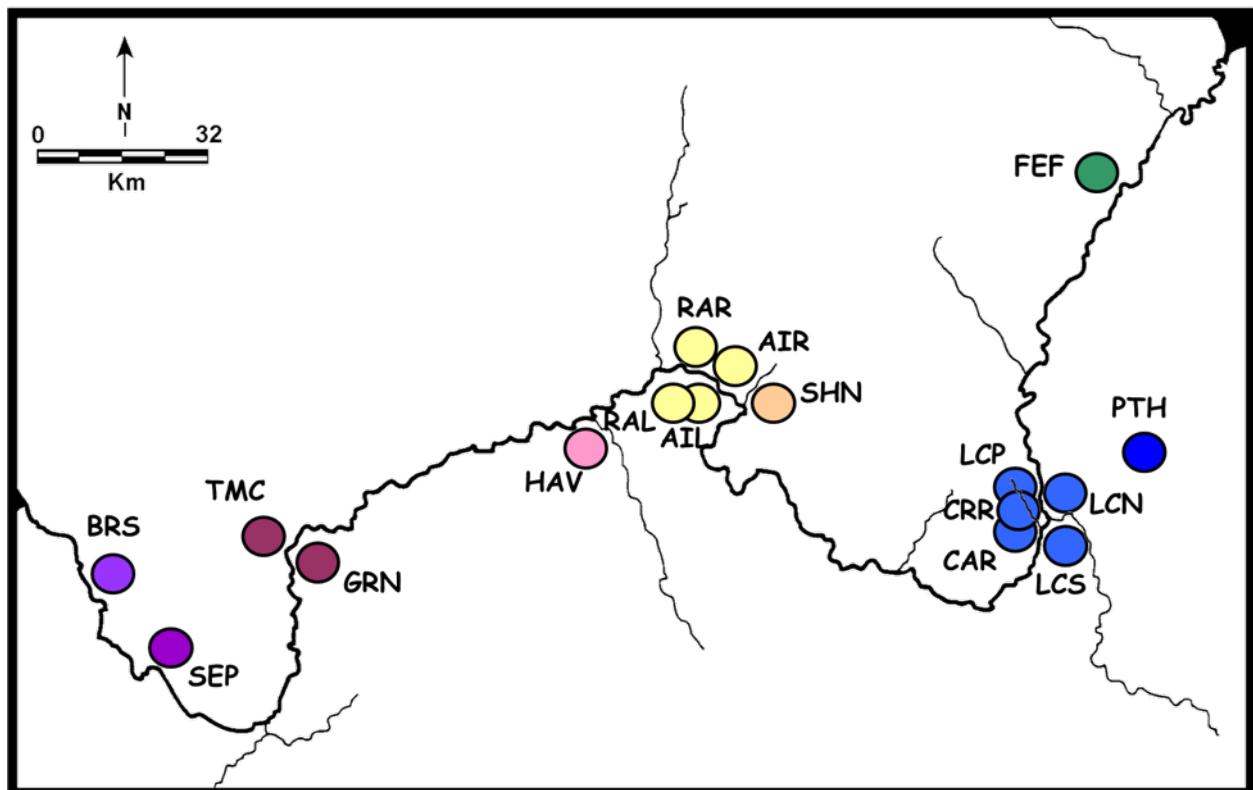 N
0 32
Km
FEF
RAR
AIR
SHN
RAL
AIL
HAV
PTH
LCP
LCN
CRR
CAR
LCS
TMC
GRN
BRS
SEP